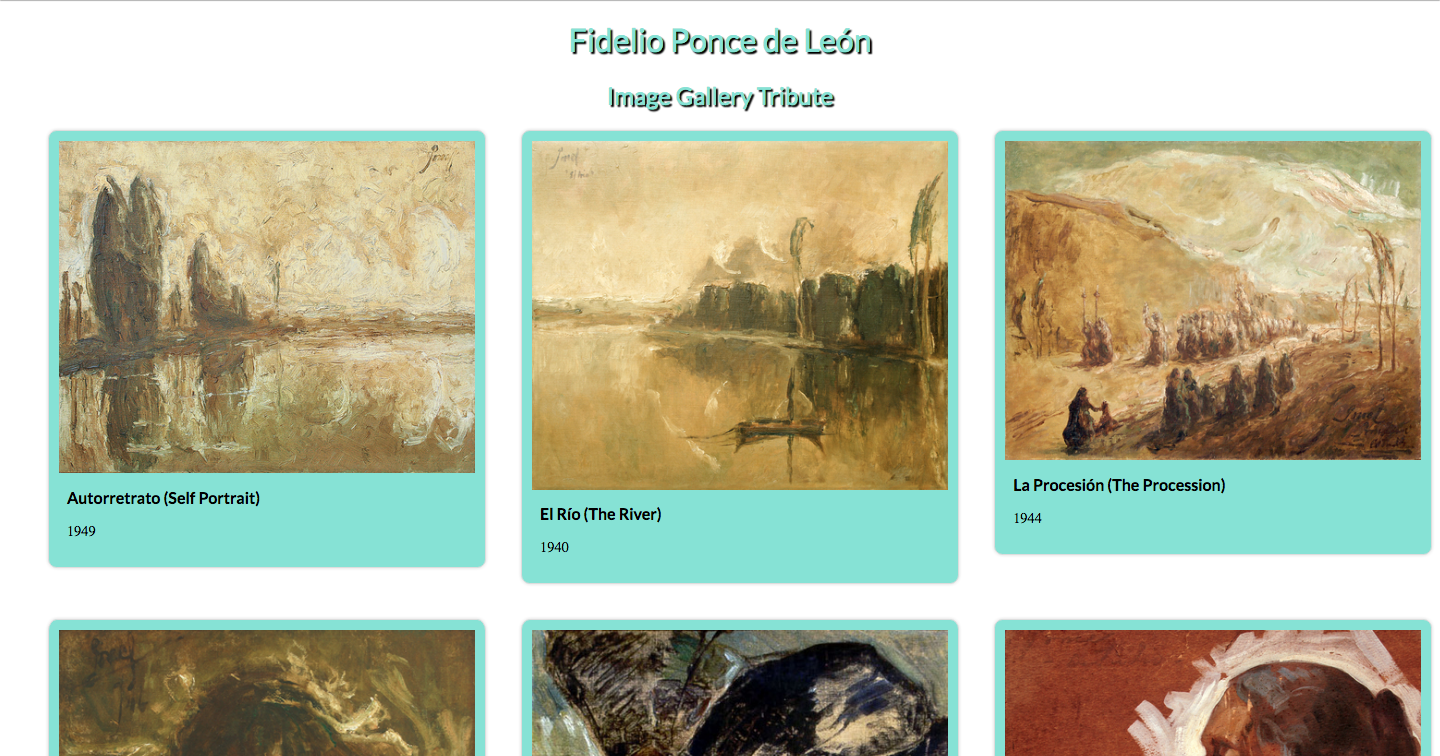 Fidelio Ponce de León
Image Gallery Tribute
Autorretrato (Self Portrait)
1949
El Río (The River)
1940
La Procesión (The Procession)
1944